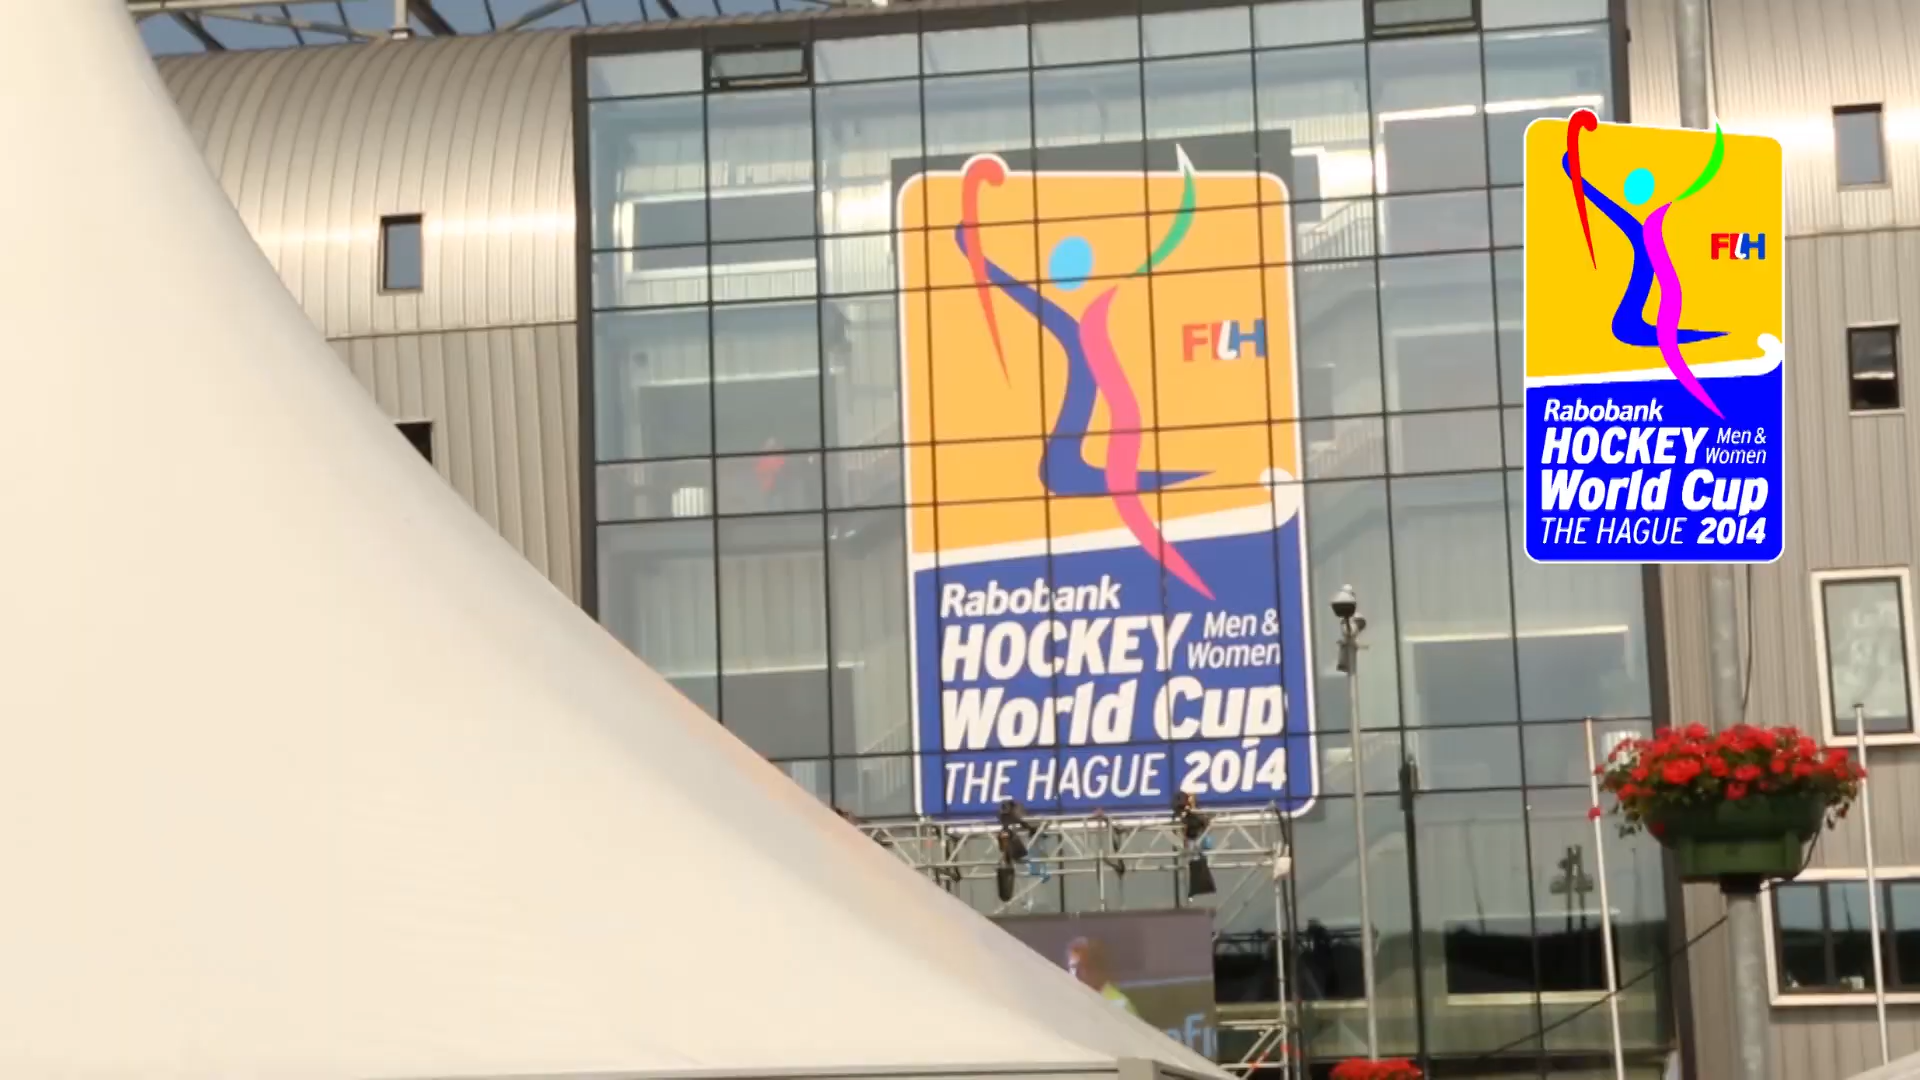 FIH
Rabobank
HOCKEY Men &
Women
World Cup
THE HAGUE 2014
FIH
Rabobank
HOCKEY Men &
Women
World Cup
THE HAGUE 2014